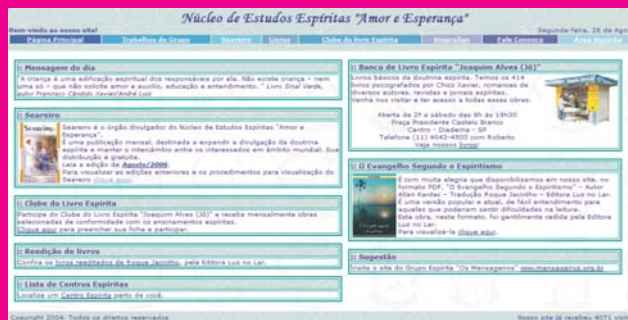 Núcleo de Estudos Espíritas "Amor e Esperança"
Bem-vindo ao nosso site!
Segunda-feira, 28 de Ago
Página Principal
Trabalhos do Grupo
Seareiro
Livros
Clube do livro Espírita
Biografias
Fale Conosco
Área Restrita
:: Mensagem do dia
"A criança é uma edificação espiritual dos responsáveis por ela. Não existe criança - nem
uma só - que não solicite amor e auxílio, educação e entendimento. " Livro Sinal Verde,
autor Francisco Cândido Xavier/André Luiz
:: Seareiro
Seareiro é o órgão divulgador do Núcleo de Estudos Espíritas "Amor e
Esperança".
É uma publicação mensal, destinada a expandir a divulgação da doutrina
espírita e manter o intercâmbio entre os interessados em âmbito mundial. Sua
distribuição é gratuita.
Leia a edição de Agosto/2006.
Para visualizar as edições anteriores e os procedimentos para visualização do
Seareiro clique aqui.
:: Clube do Livro Espírita
Participe do Clube do Livro Espírita "Joaquim Alves (Jô)" e receba mensalmente obras
selecionadas de conformidade com os ensinamentos espíritas.
Clique aqui para preencher sua ficha e participar.
:: Reedição de livros
Confira os livros reeditados de Roque Jacintho, pela Editora Luz no Lar.
:: Lista de Centros Espíritas
Localize um Centro Espírita perto de você.
:: Banca de Livro Espírita "Joaquim Alves (Jô)"
Livros básicos da doutrina espírita. Temos os 414
livros psicografados por Chico Xavier, romances de
diversos autores, revistas e jornais espíritas.
Venha nos visitar e ter acesso a todas essas obras.
Aberta de 2ª a sábado das 8h às 19h30
Praça Presidente Castelo Branco
Centro - Diadema - SP
Telefone (11) 4043-4500 com Roberto
Veja nossos livros!
:: O Evangelho Segundo o Espiritismo
É com muita alegria que disponibilizamos em nosso site, no
formato PDF, "O Evangelho Segundo o Espiritismo" - Autor
Allan Kardec - Tradução Roque Jacintho - Editora Luz no Lar.
É uma versão popular e atual, de fácil entendimento para
aqueles que poderiam sentir dificuldades na leitura.
Esta obra, neste formato, foi gentilmente cedida pela Editora
Luz no Lar.
Para visualizá-la clique aqui.
:: Sugestão
Visite o site do Grupo Espírita "Os Mensageiros" www.mensageiros.org.br
Copyright 2004. Todos os direitos reservados
Nosso site já recebeu 4071 visit